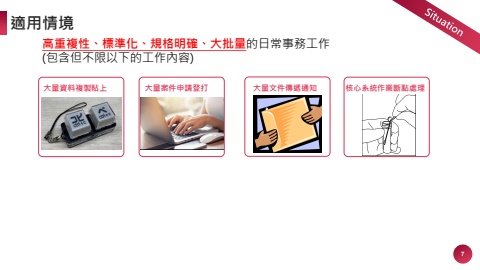 適用情境
Situation
高重複性、標準化、規格明確、大批量的日常事務工作
(包含但不限以下的工作內容)
大量資料複製貼上
大量案件申請登打
大量文件傳遞通知
核心系統作業斷點處理
コピ
ペ
7